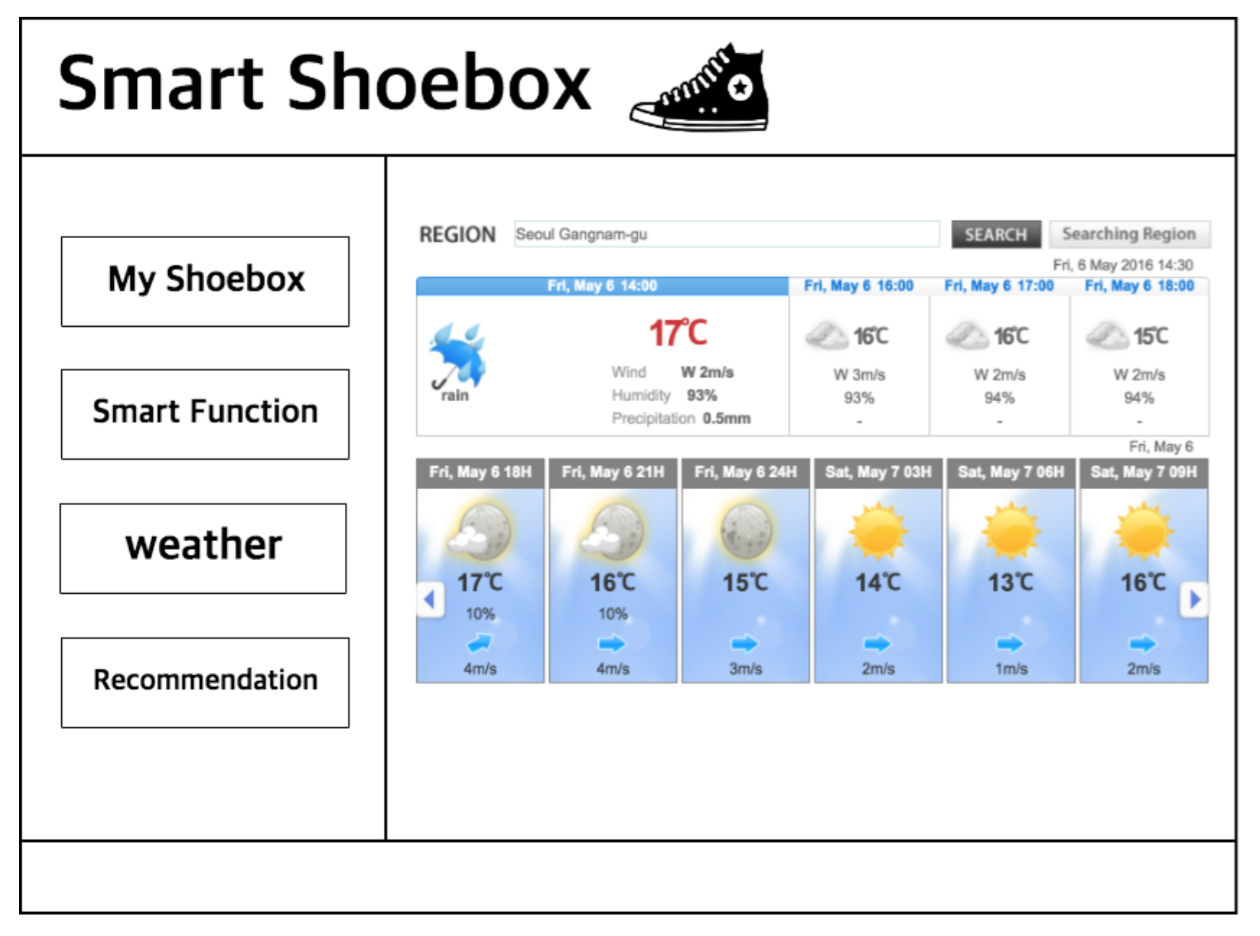 Smart Shoebox
My Shoebox
Smart Function
weather
Recommendation
REGION Seoul Gangnam-gu SEARCH Searching Region
Fri, 6 May 2016 14:30
Fri, May 6 14:00 Fri, May 6 16:00 Fri, May 6 17:00 Fri, May 6 18:00
17℃ 16℃ 16℃ 15℃
Wind W 2m/s W 3m/s W 2m/s W 2m/s
rain Humidity 93% 93% 94% 94%
Precipitation 0.5mm - - -
Fri, May 6
Fri, May 6 18H Fri, May 6 21H Fri, May 6 24H Sat, May 7 03H Sat, May 7 06H Sat, May 7 09H
17℃ 16℃ 15℃ 14℃ 13℃ 16℃
10% 10%
4m/s 4m/s 3m/s 2m/s 1m/s 2m/s